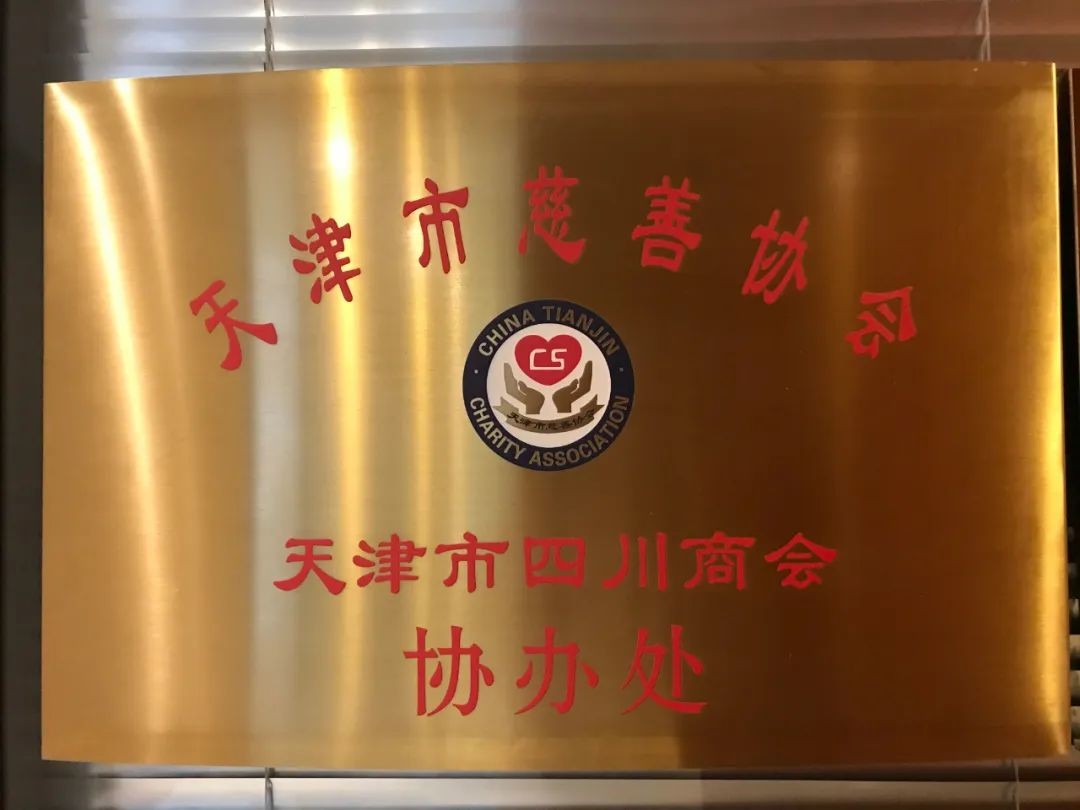 天津市慈善协会
CHINA TIANJIN
CS
天津市慈善协会
CHARITY ASSOCIATION
天津市四川商会
协办处